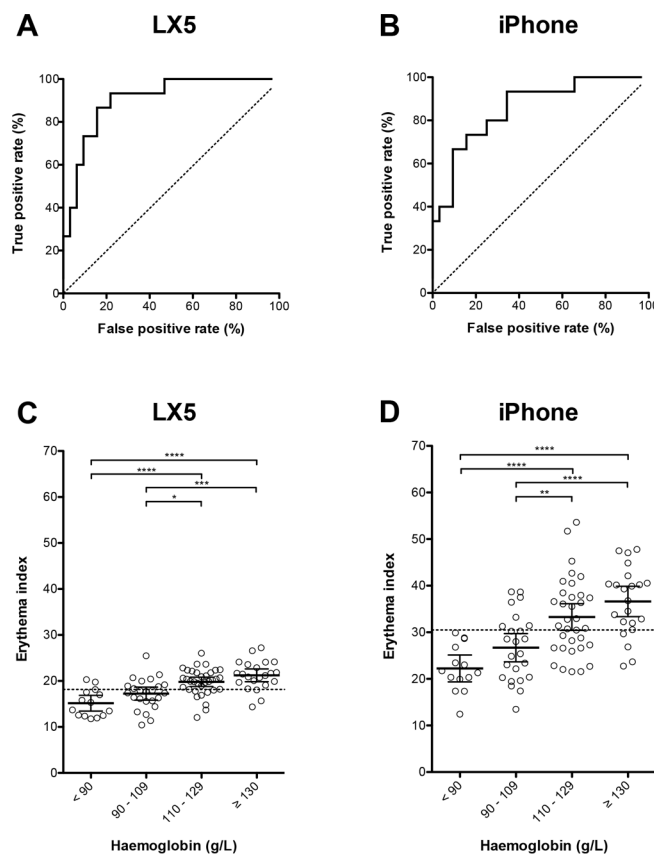 A
LX5
True positive rate (%)
100
80
60
40
20
0
0 20 40 60 80 100
False positive rate (%)
B
iPhone
True positive rate (%)
100
80
60
40
20
0
0 20 40 60 80 100
False positive rate (%)
C
LX5
Erythema index
70
60
50
40
30
20
10
0
****
****
***
*
< 90
90 - 109
110 - 129
≥ 130
Haemoglobin (g/L)
D
iPhone
Erythema index
70
60
50
40
30
20
10
0
****
****
****
**
< 90
90 - 109
110 - 129
≥ 130
Haemoglobin (g/L)